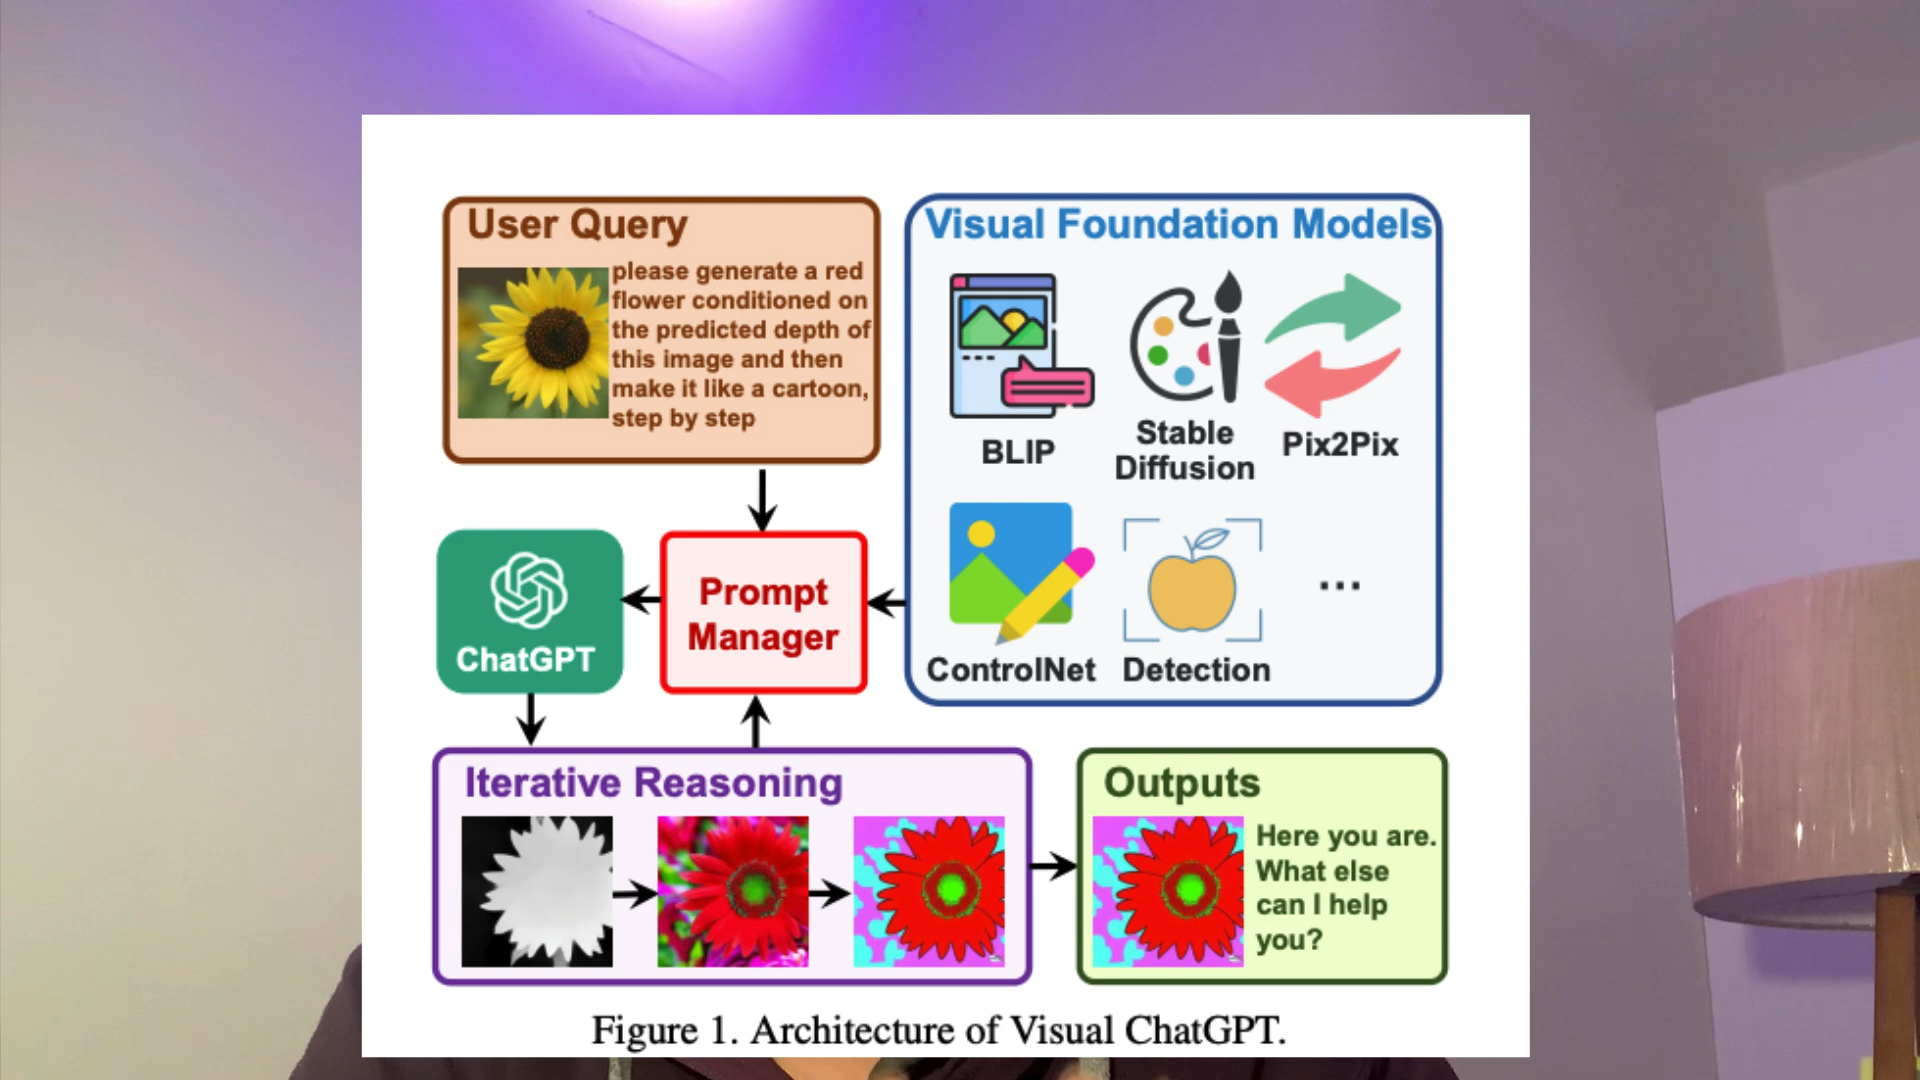 User Query
please generate a red
flower conditioned on
the predicted depth of
this image and then
make it like a cartoon,
step by step
Visual Foundation Models
BLIP
Stable
Diffusion
Pix2Pix
ControlNet
Detection
...
Prompt
Manager
ChatGPT
Iterative Reasoning
Outputs
Here you are.
What else
can I help
you?
Figure 1. Architecture of Visual ChatGPT.